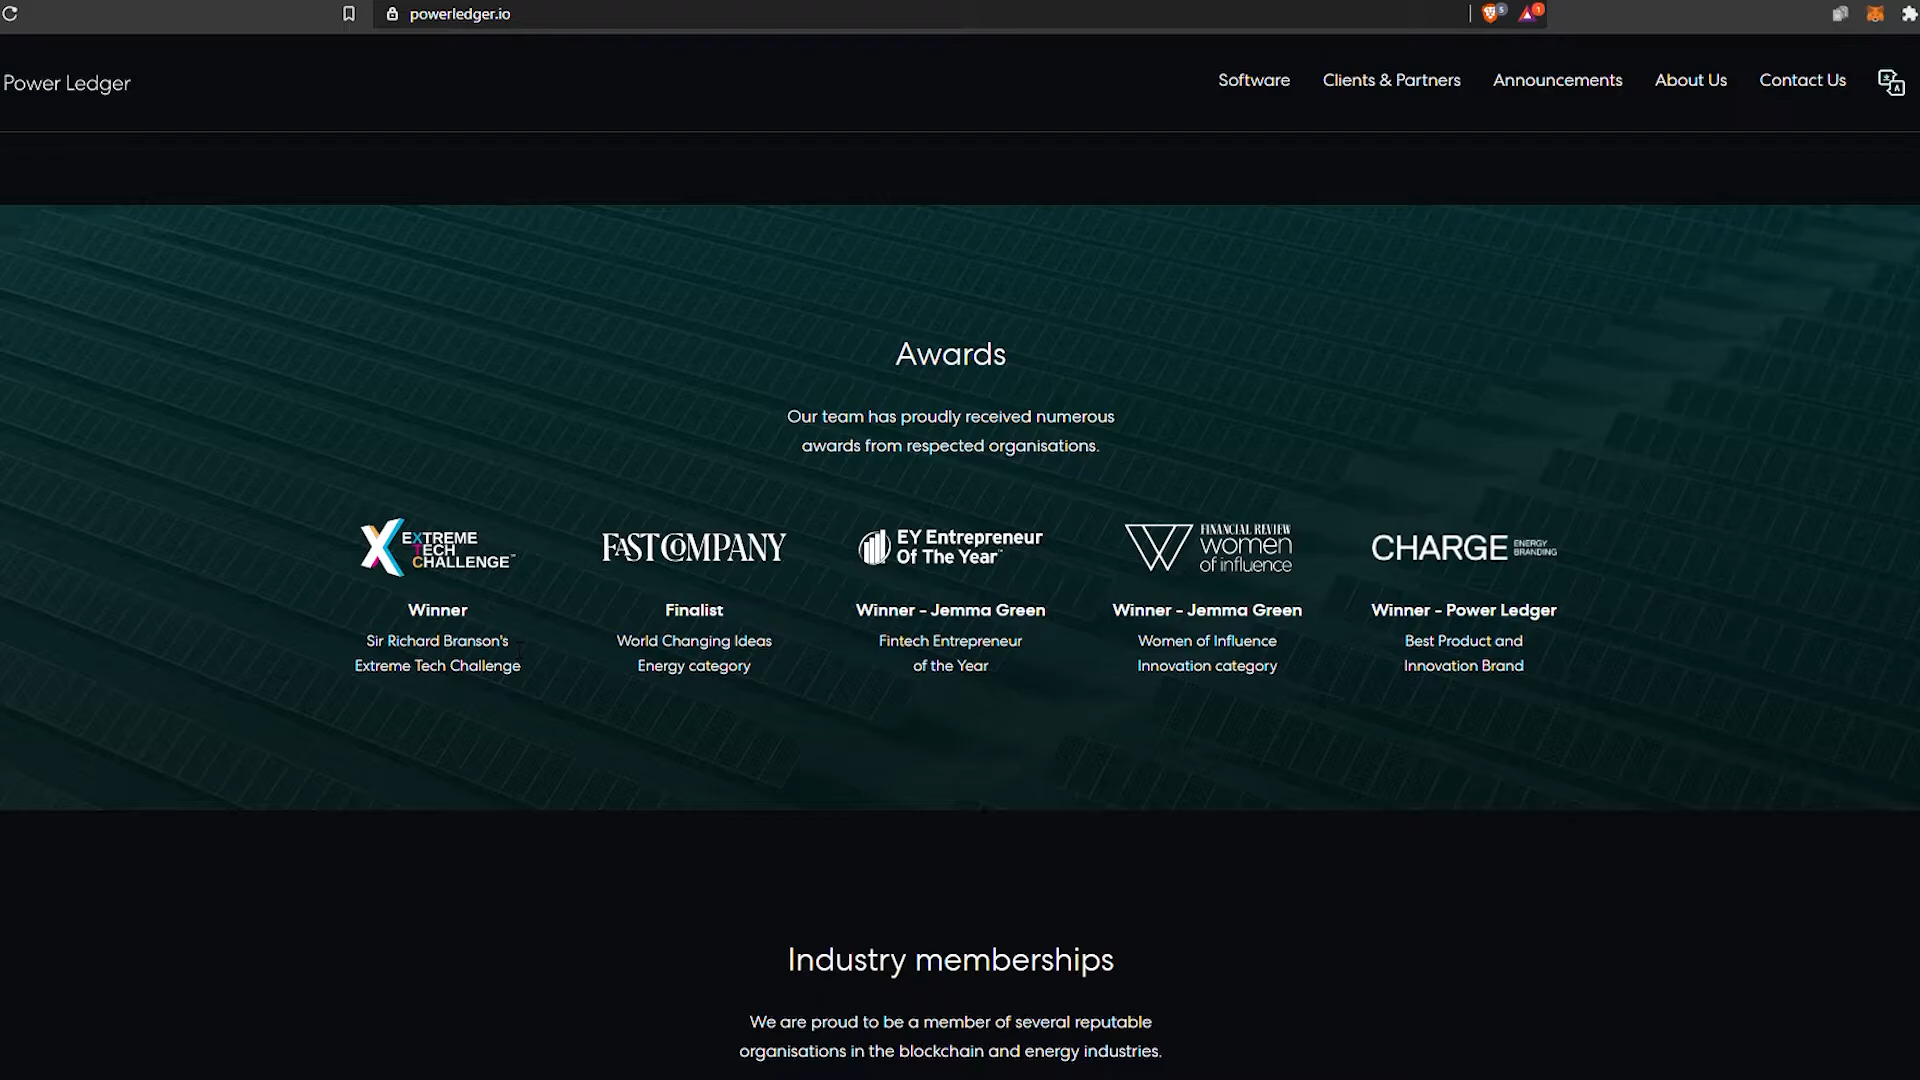 powerledger.io
5
1
Power Ledger
Software
Clients & Partners
Announcements
About Us
Contact Us
Awards
Our team has proudly received numerous
awards from respected organisations.
EXTREME
TECH
CHALLENGE™
Winner
Sir Richard Branson's
Extreme Tech Challenge
FAST COMPANY
Finalist
World Changing Ideas
Energy category
EY Entrepreneur
Of The Year™
Winner - Jemma Green
Fintech Entrepreneur
of the Year
FINANCIAL REVIEW
women
of influence
Winner - Jemma Green
Women of Influence
Innovation category
CHARGE ENERGY
BRANDING
Winner - Power Ledger
Best Product and
Innovation Brand
Industry memberships
We are proud to be a member of several reputable
organisations in the blockchain and energy industries.